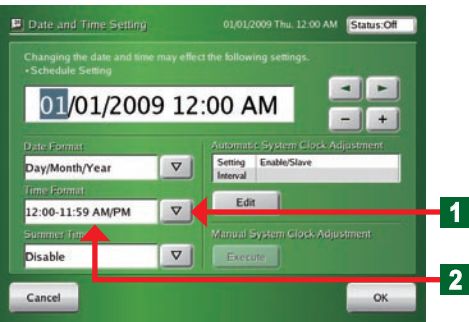 Date and Time Setting 01/01/2009 Thu. 12:00 AM Status:Off
Changing the date and time may effect the following settings.
•Schedule Setting
01/01/2009 12:00 AM
◄ ►
− +
Date Format
Day/Month/Year
Time Format
12:00-11:59 AM/PM
Summer Time
Disable
Automatic System Clock Adjustment
Setting Enable/Slave
Interval
Edit
Manual System Clock Adjustment
Execute
Cancel OK
1
2